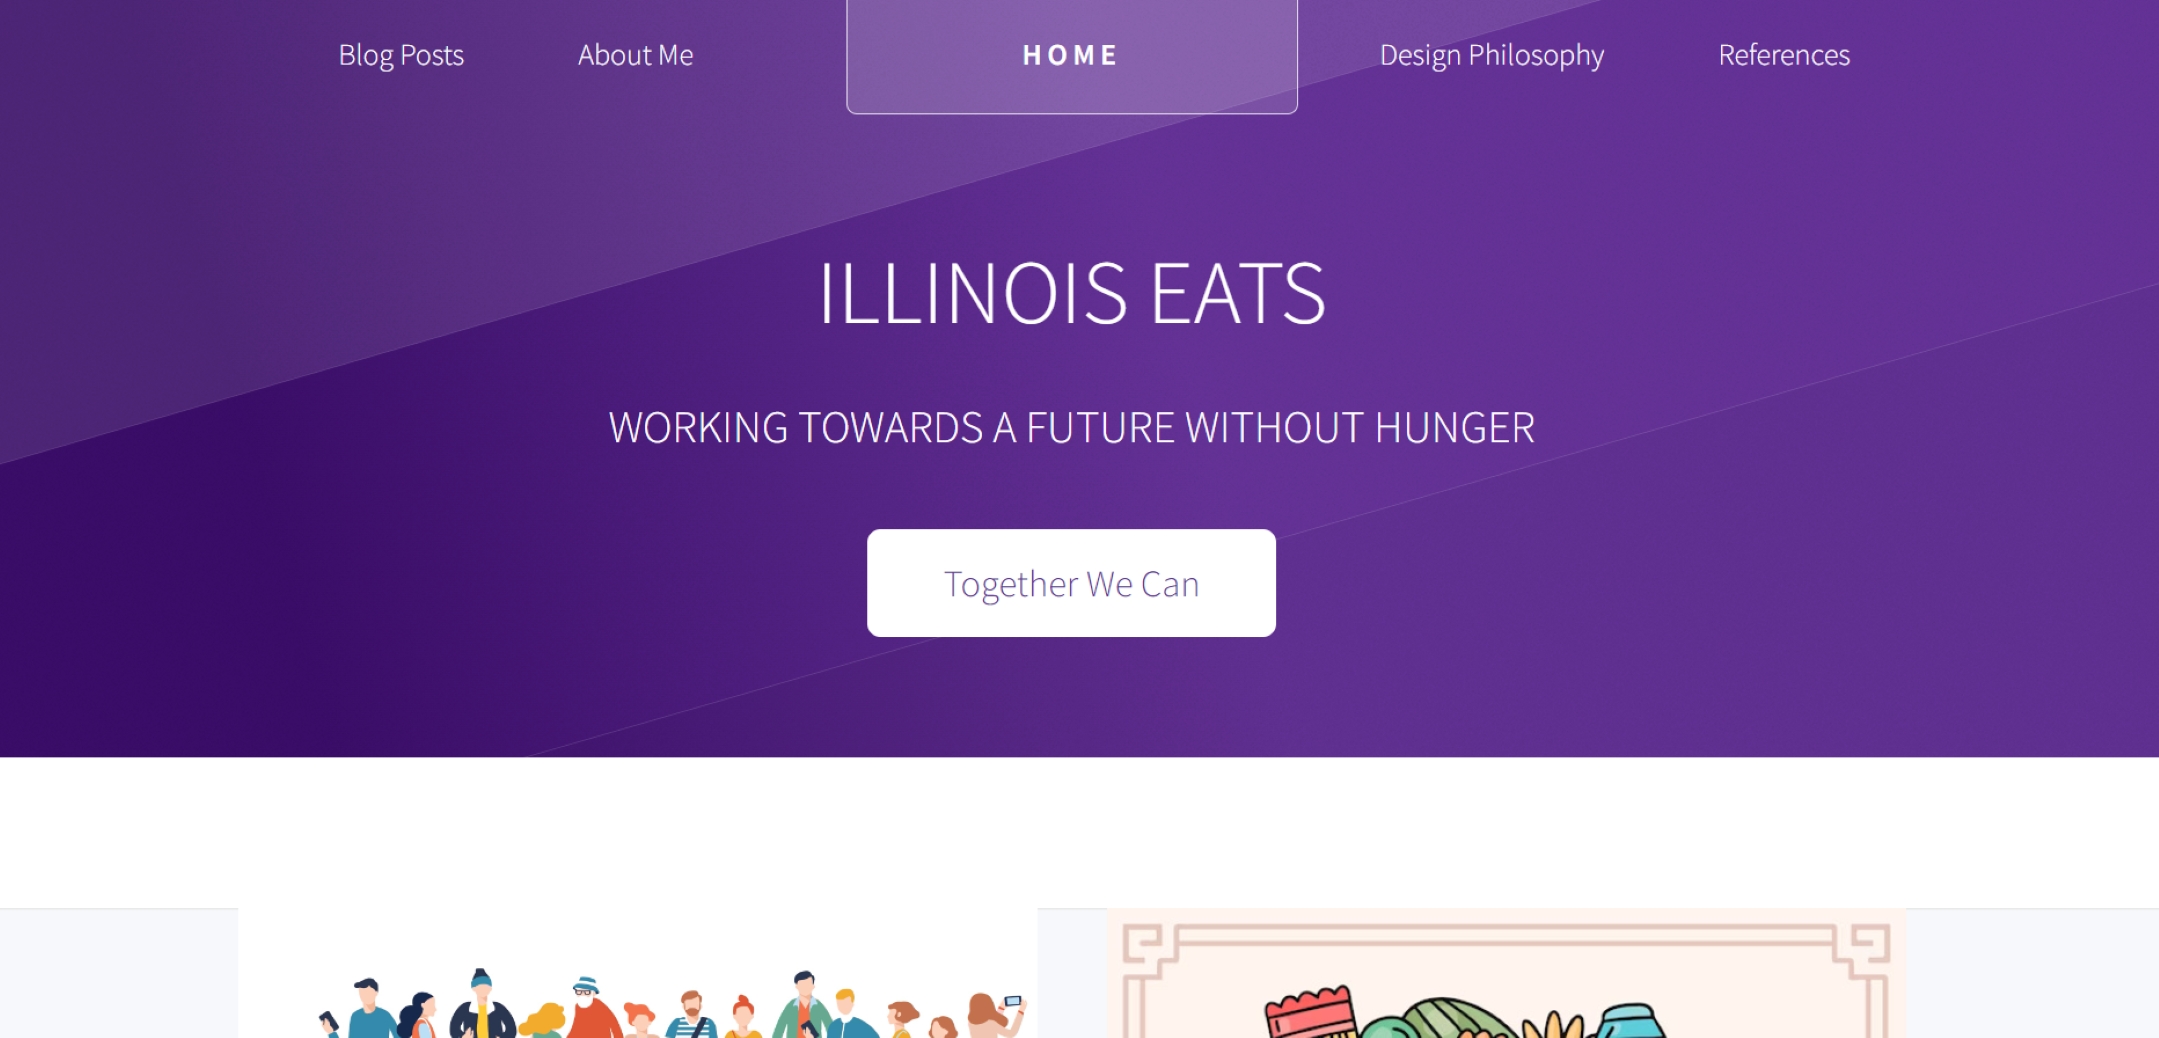 Blog Posts About Me HOME Design Philosophy References
ILLINOIS EATS
WORKING TOWARDS A FUTURE WITHOUT HUNGER
Together We Can